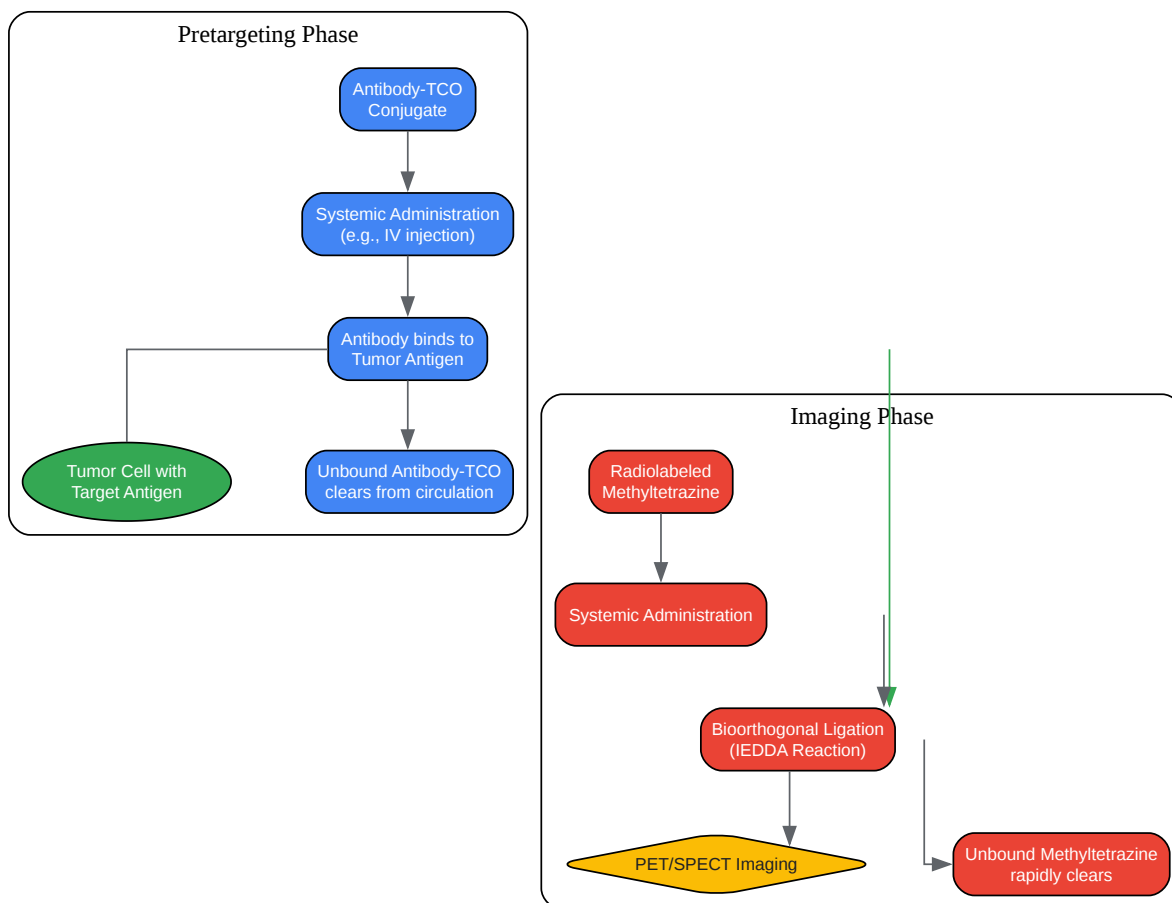 Pretargeting Phase
Antibody-TCO
Conjugate
Systemic Administration
(e.g., IV injection)
Antibody binds to
Tumor Antigen
Tumor Cell with
Target Antigen
Unbound Antibody-TCO
clears from circulation
Imaging Phase
Radiolabeled
Methyltetrazine
Systemic Administration
Bioorthogonal Ligation
(IEDDA Reaction)
PET/SPECT Imaging
Unbound Methyltetrazine
rapidly clears